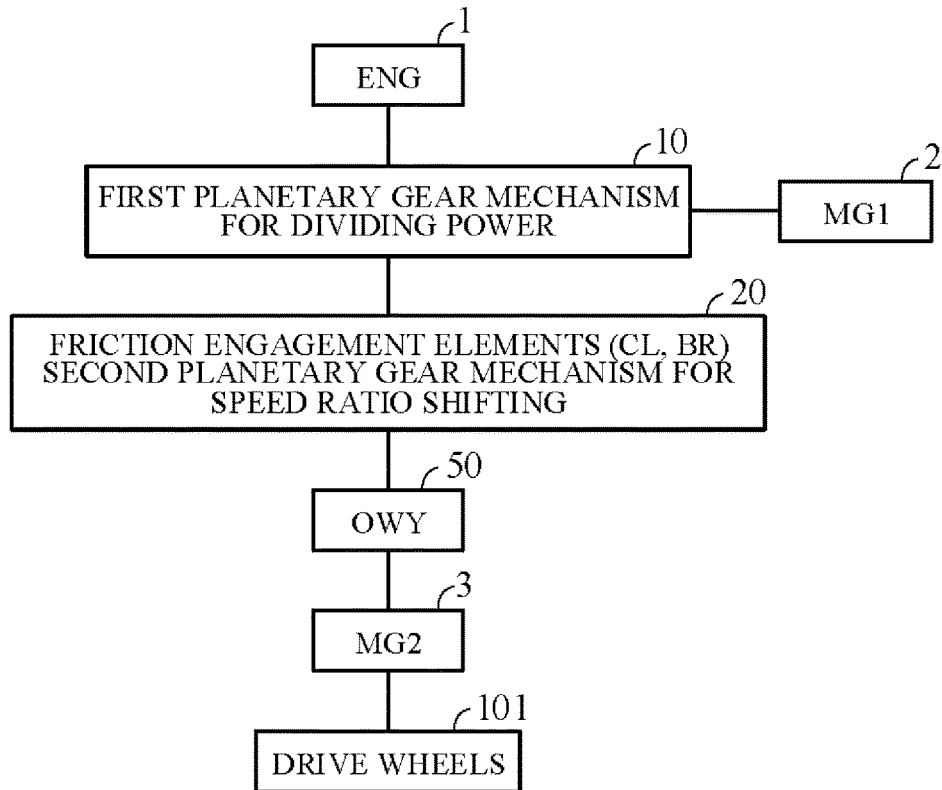 1
ENG
10
FIRST PLANETARY GEAR MECHANISM
FOR DIVIDING POWER
2
MG1
20
FRICTION ENGAGEMENT ELEMENTS (CL, BR)
SECOND PLANETARY GEAR MECHANISM FOR
SPEED RATIO SHIFTING
50
OWY
3
MG2
101
DRIVE WHEELS